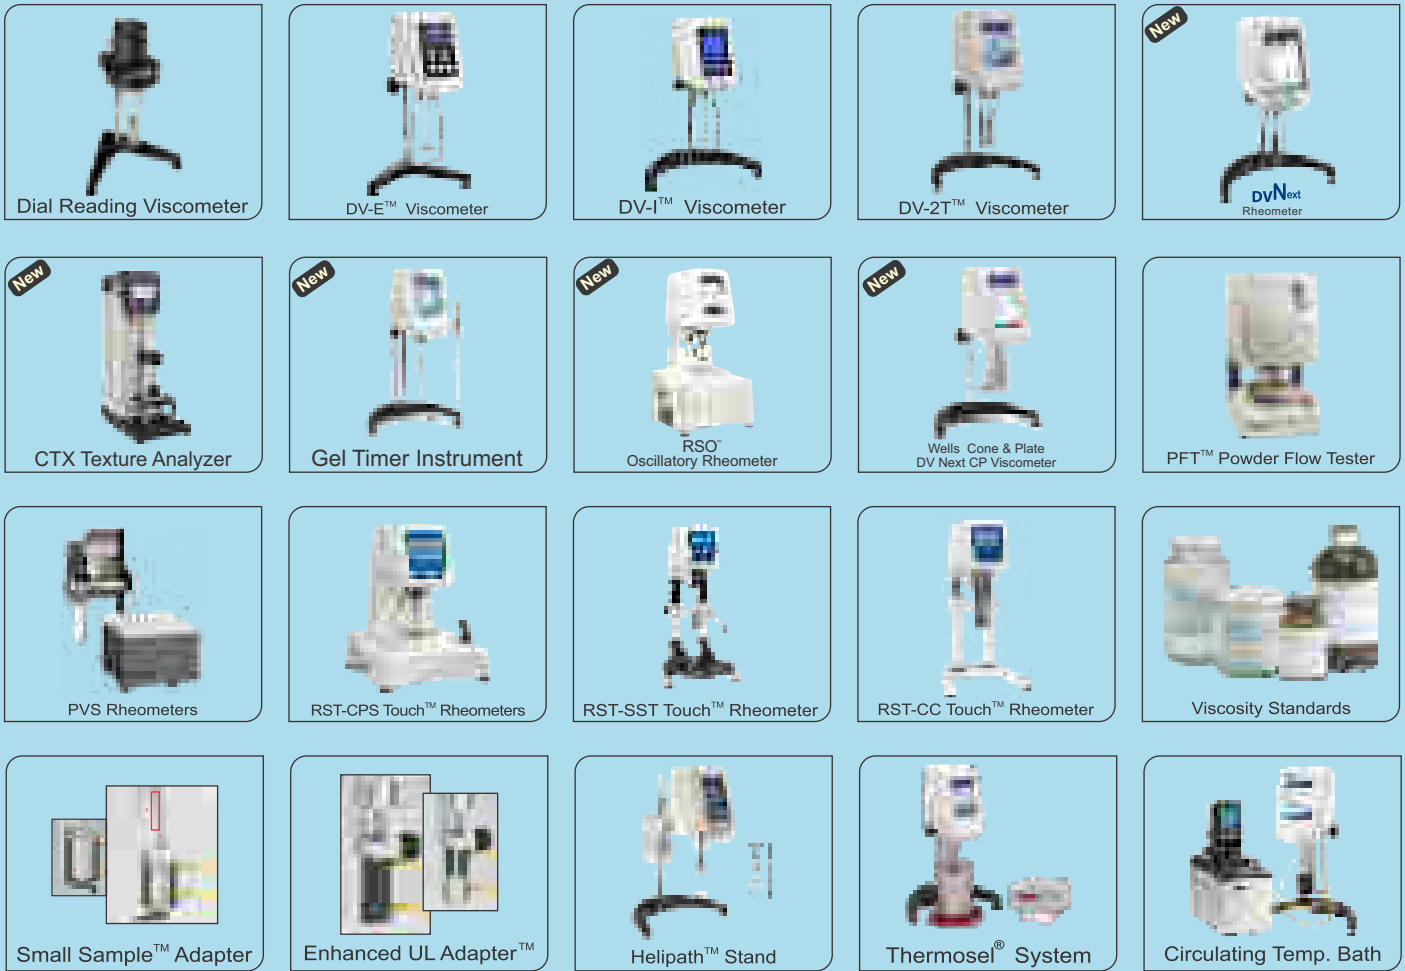 Dial Reading Viscometer
DV-E™ Viscometer
DV-I™ Viscometer
DV-2T™ Viscometer
New
DVNext
Rheometer
New
CTX Texture Analyzer
New
Gel Timer Instrument
New
RSO™
Oscillatory Rheometer
New
Wells Cone & Plate
DV Next CP Viscometer
PFT™ Powder Flow Tester
PVS Rheometers
RST-CPS Touch™ Rheometers
RST-SST Touch™ Rheometer
RST-CC Touch™ Rheometer
Viscosity Standards
Small Sample™ Adapter
Enhanced UL Adapter™
Helipath™ Stand
Thermosel® System
Circulating Temp. Bath